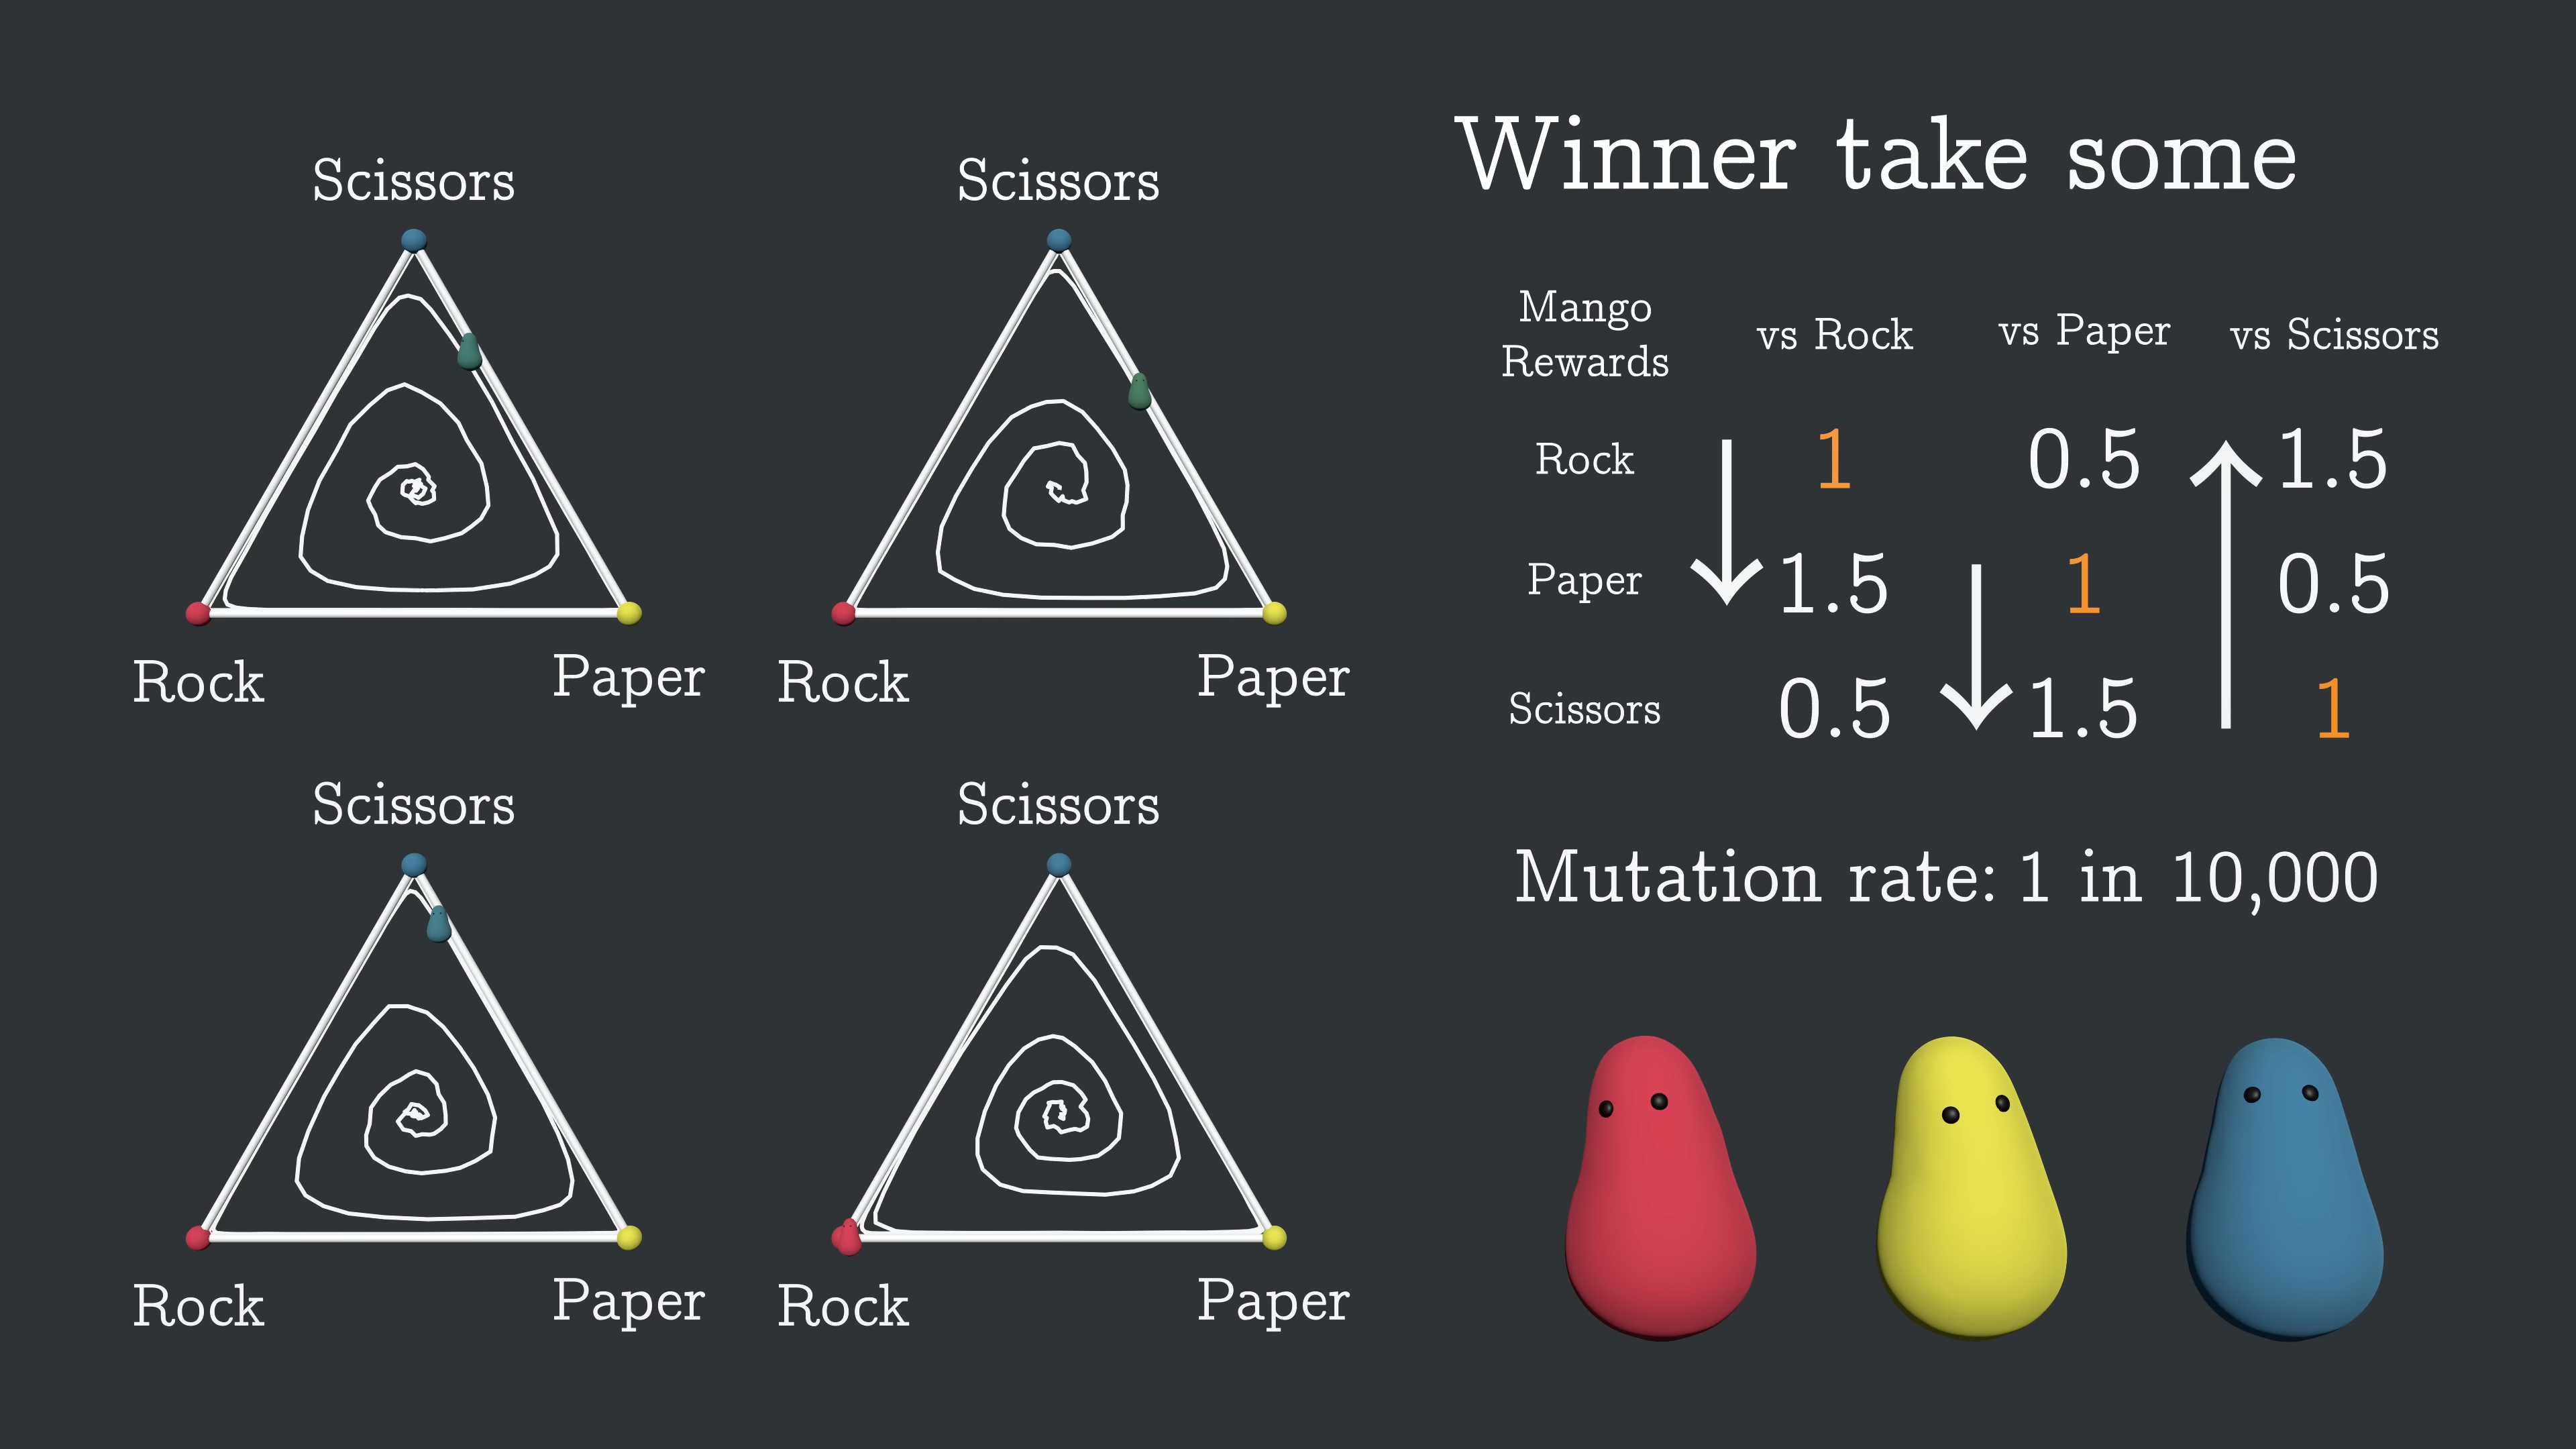 Scissors
Rock Paper
Scissors
Rock Paper
Scissors
Rock Paper
Scissors
Rock Paper
Winner take some
Mango
Rewards
vs Rock vs Paper vs Scissors
Rock 1 0.5 1.5
Paper 1.5 1 0.5
Scissors 0.5 1.5 1
Mutation rate: 1 in 10,000